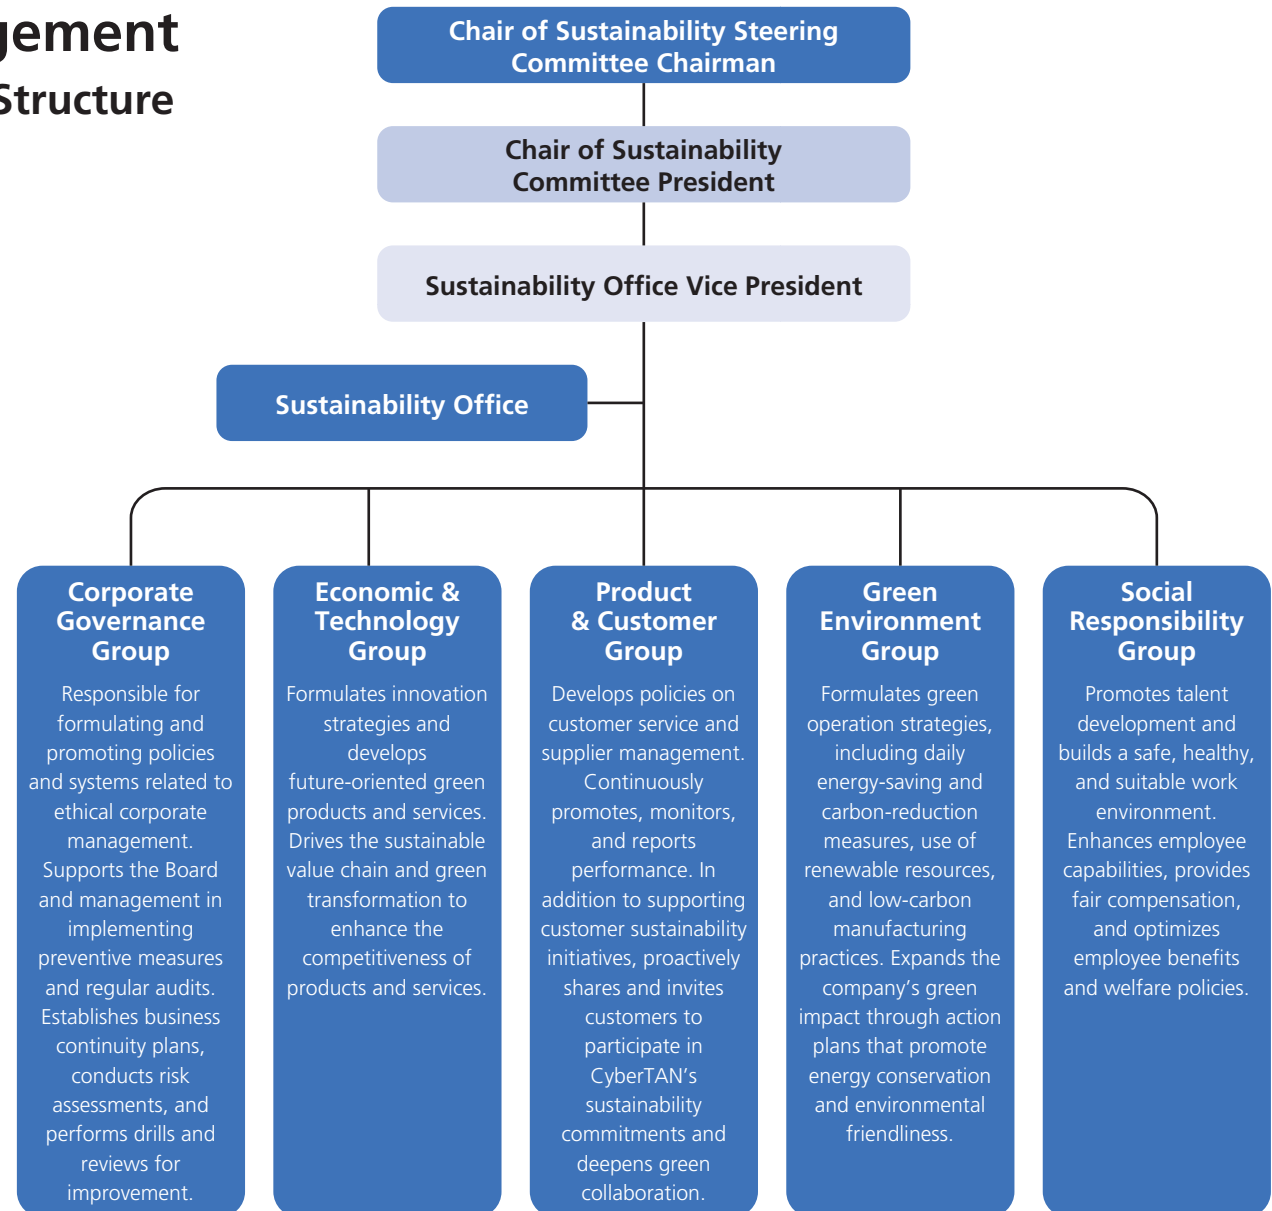 gement
Structure
Chair of Sustainability Steering
Committee Chairman
Chair of Sustainability
Committee President
Sustainability Office Vice President
Sustainability Office
Corporate
Governance
Group
Responsible for
formulating and
promoting policies
and systems related to
ethical corporate
management.
Supports the Board
and management in
implementing
preventive measures
and regular audits.
Establishes business
continuity plans,
conducts risk
assessments, and
performs drills and
reviews for
improvement.
Economic &
Technology
Group
Formulates innovation
strategies and
develops
future-oriented green
products and services.
Drives the sustainable
value chain and green
transformation to
enhance the
competitiveness of
products and services.
Product
& Customer
Group
Develops policies on
customer service and
supplier management.
Continuously
promotes, monitors,
and reports
performance. In
addition to supporting
customer sustainability
initiatives, proactively
shares and invites
customers to
participate in
CyberTAN’s
sustainability
commitments and
deepens green
collaboration.
Green
Environment
Group
Formulates green
operation strategies,
including daily
energy-saving and
carbon-reduction
measures, use of
renewable resources,
and low-carbon
manufacturing
practices. Expands the
company’s green
impact through action
plans that promote
energy conservation
and environmental
friendliness.
Social
Responsibility
Group
Promotes talent
development and
builds a safe, healthy,
and suitable work
environment.
Enhances employee
capabilities, provides
fair compensation,
and optimizes
employee benefits
and welfare policies.